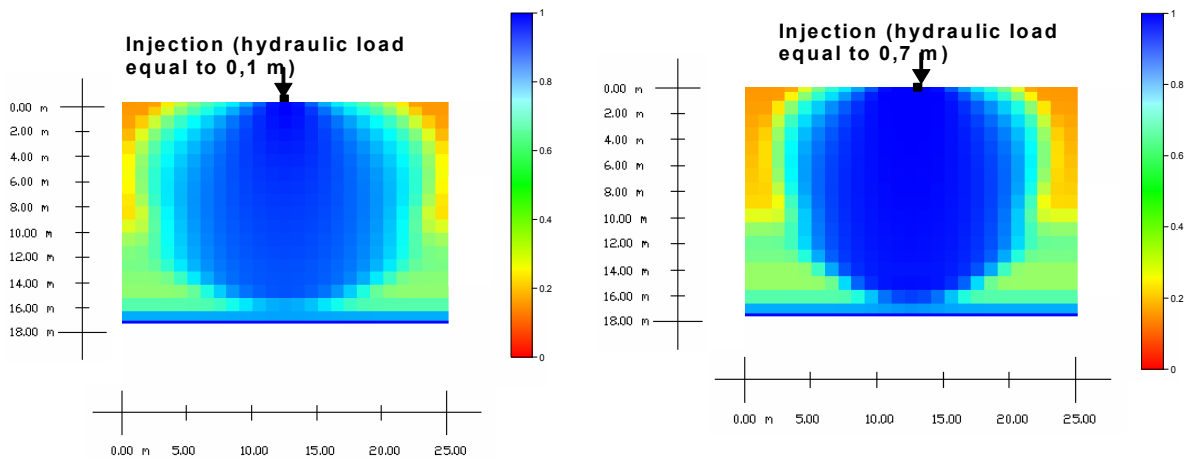 Injection (hydraulic load
equal to 0,1 m)
0.00 m
2.00 m
4.00 m
6.00 m
8.00 m
10.00 m
12.00 m
14.00 m
16.00 m
18.00 m
0.00 m 5.00 10.00 15.00 20.00 25.00
1
0.8
0.6
0.4
0.2
0
Injection (hydraulic load
equal to 0,7 m)
0.00 m
2.00 m
4.00 m
6.00 m
8.00 m
10.00 m
12.00 m
14.00 m
16.00 m
18.00 m
0.00 m 5.00 10.00 15.00 20.00 25.00
1
0.8
0.6
0.4
0.2
0